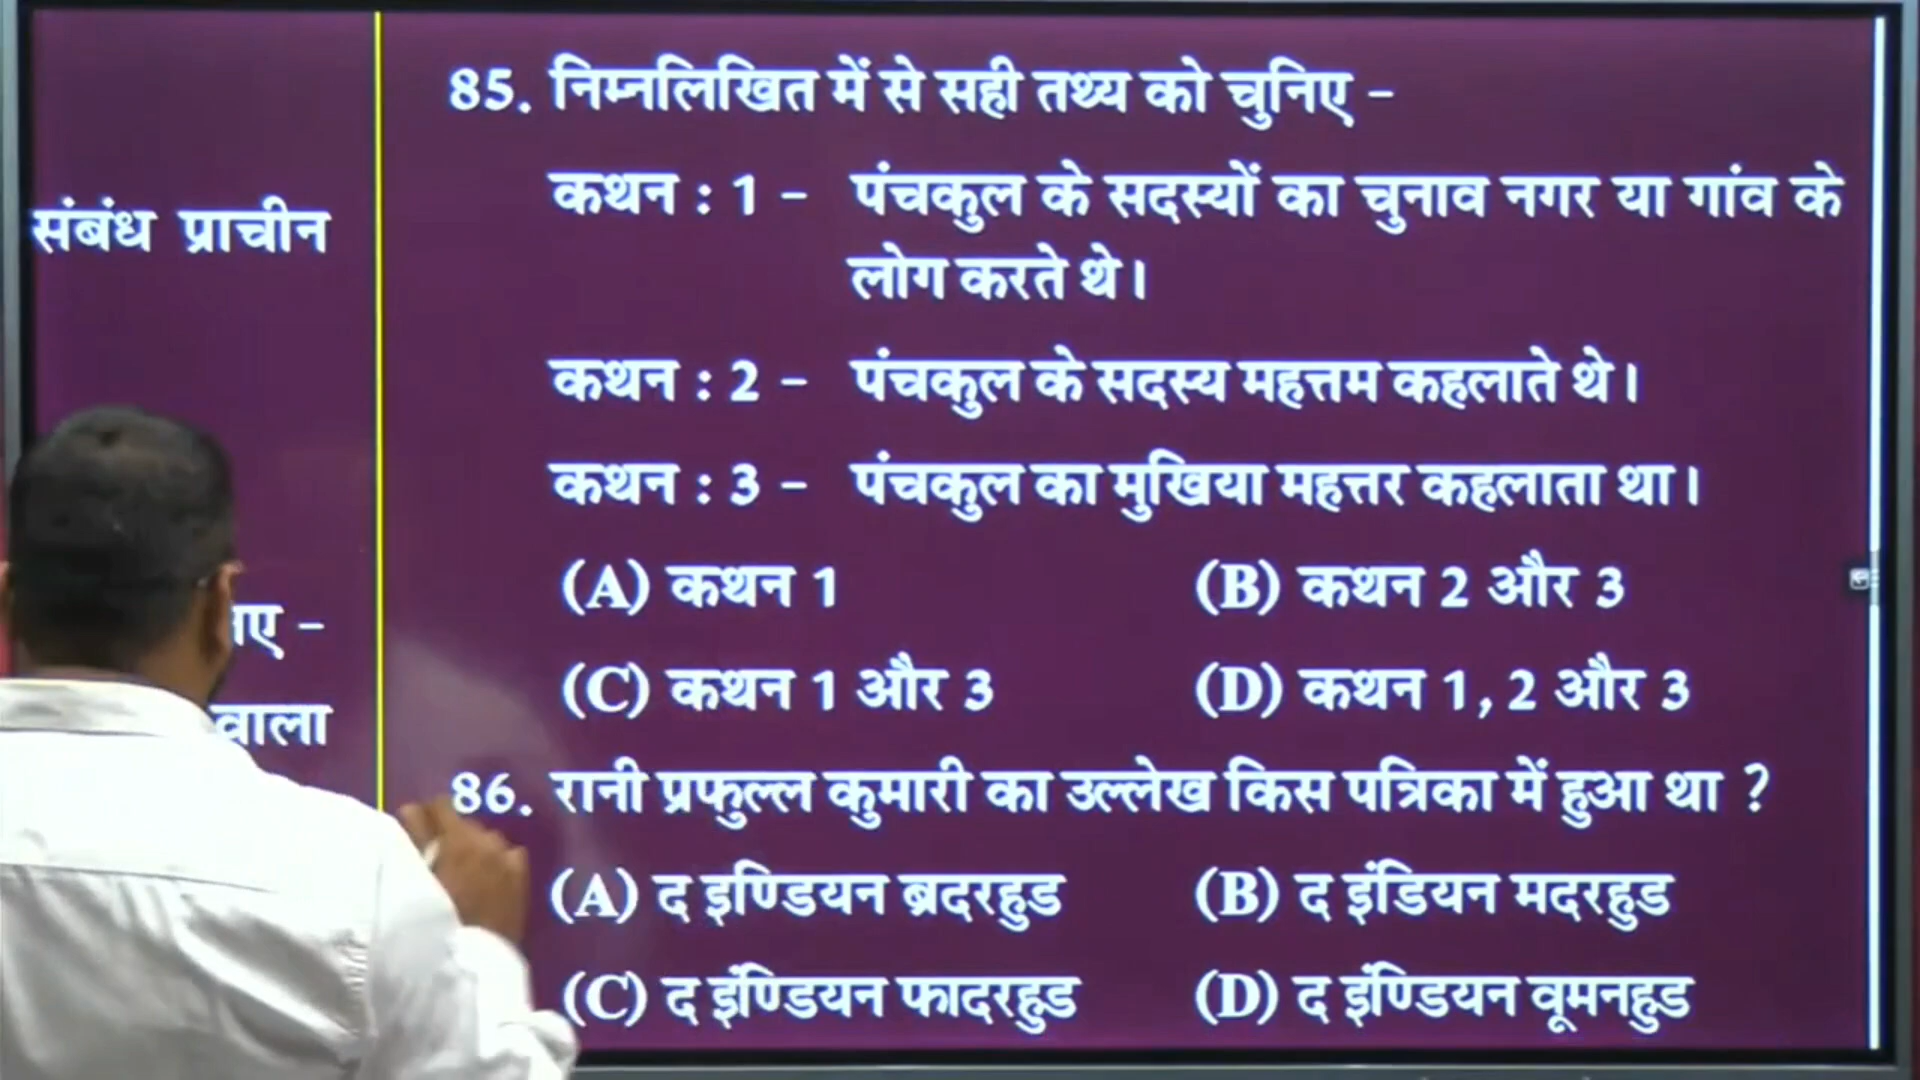 संबंध प्राचीन
वाला
85. निम्नलिखित में से सही तथ्य को चुनिए –
कथन : 1 – पंचकुल के सदस्यों का चुनाव नगर या गांव के
लोग करते थे।
कथन : 2 – पंचकुल के सदस्य महत्तम कहलाते थे।
कथन : 3 – पंचकुल का मुखिया महत्तर कहलाता था।
(A) कथन 1 (B) कथन 2 और 3
(C) कथन 1 और 3 (D) कथन 1, 2 और 3
86. रानी प्रफुल्ल कुमारी का उल्लेख किस पत्रिका में हुआ था ?
(A) द इण्डियन ब्रदरहुड (B) द इंडियन मदरहुड
(C) द इंण्डियन फादरहुड (D) द इंण्डियन वूमनहुड